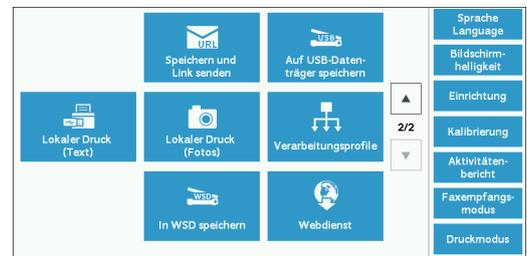 URL
Speichern und
Link senden
USB
Auf USB-Daten-
träger speichern
Lokaler Druck
(Text)
Lokaler Druck
(Fotos)
Verarbeitungsprofile
WSD
In WSD speichern
Webdienst
2/2
Sprache
Language
Bildschirm-
helligkeit
Einrichtung
Kalibrierung
Aktivitäten-
bericht
Faxempfangs-
modus
Druckmodus